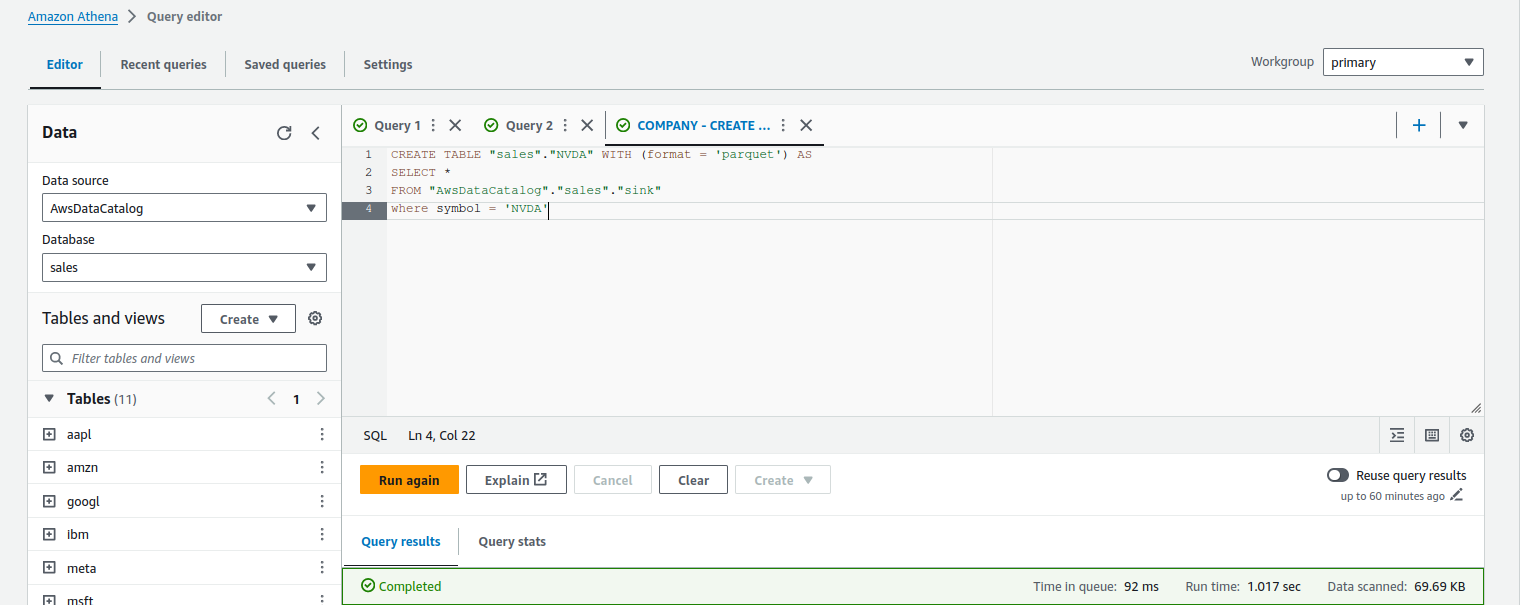 Amazon Athena > Query editor
Editor Recent queries Saved queries Settings
Workgroup primary
Data
Data source
AwsDataCatalog
Database
sales
Tables and views Create
Filter tables and views
Tables (11) 1
aapl
amzn
googl
ibm
meta
msft
Query 1 Query 2 COMPANY - CREATE ...
1 CREATE TABLE "sales"."NVDA" WITH (format = 'parquet') AS
2 SELECT *
3 FROM "AwsDataCatalog"."sales"."sink"
4 where symbol = 'NVDA'
SQL Ln 4, Col 22
Run again Explain Cancel Clear Create
Reuse query results
up to 60 minutes ago
Query results Query stats
Completed Time in queue: 92 ms Run time: 1.017 sec Data scanned: 69.69 KB